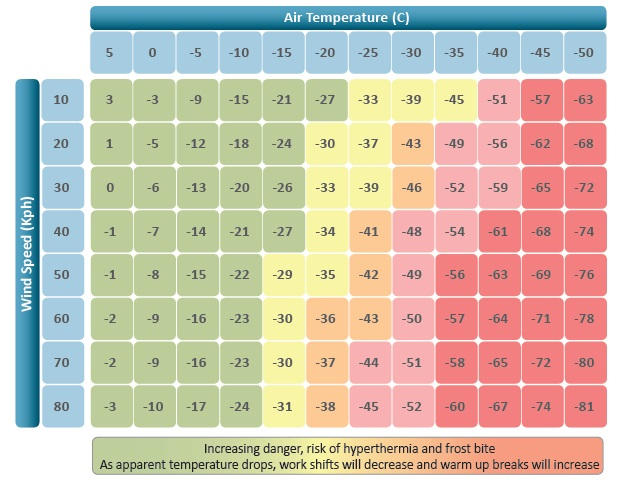 Air Temperature (C)
5 0 -5 -10 -15 -20 -25 -30 -35 -40 -45 -50
Wind Speed (Kph)
10 3 -3 -9 -15 -21 -27 -33 -39 -45 -51 -57 -63
20 1 -5 -12 -18 -24 -30 -37 -43 -49 -56 -62 -68
30 0 -6 -13 -20 -26 -33 -39 -46 -52 -59 -65 -72
40 -1 -7 -14 -21 -27 -34 -41 -48 -54 -61 -68 -74
50 -1 -8 -15 -22 -29 -35 -42 -49 -56 -63 -69 -76
60 -2 -9 -16 -23 -30 -36 -43 -50 -57 -64 -71 -78
70 -2 -9 -16 -23 -30 -37 -44 -51 -58 -65 -72 -80
80 -3 -10 -17 -24 -31 -38 -45 -52 -60 -67 -74 -81
Increasing danger, risk of hyperthermia and frost bite
As apparent temperature drops, work shifts will decrease and warm up breaks will increase